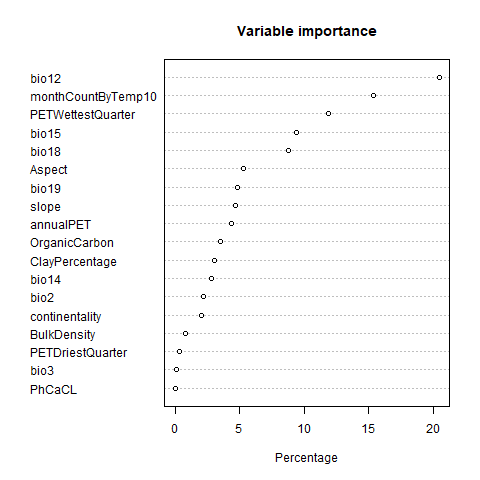 Variable importance
bio12
monthCountByTemp10
PETWettestQuarter
bio15
bio18
Aspect
bio19
slope
annualPET
OrganicCarbon
ClayPercentage
bio14
bio2
continentality
BulkDensity
PETDriestQuarter
bio3
PhCaCL
0 5 10 15 20
Percentage